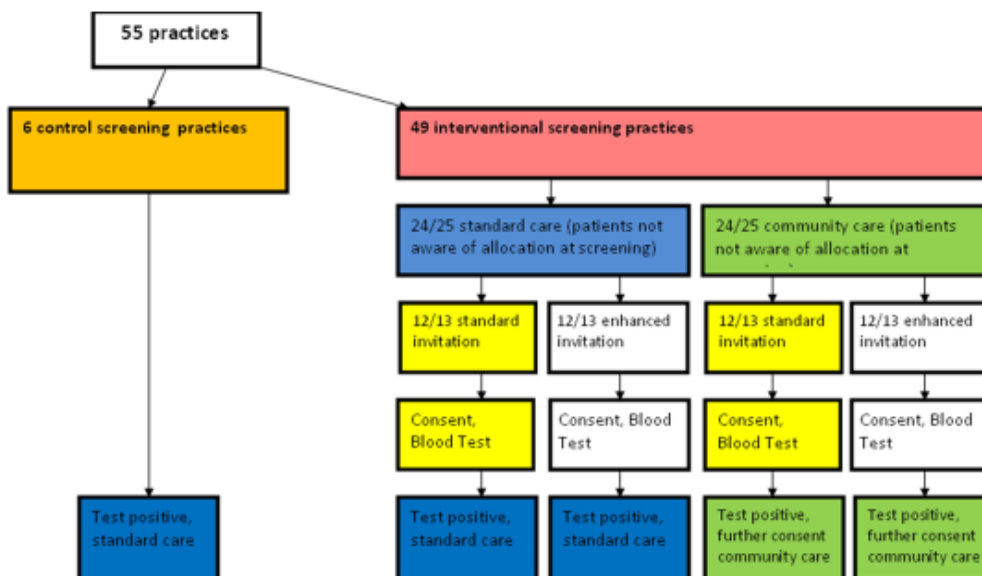 55 practices
6 control screening practices
49 interventional screening practices
24/25 standard care (patients not
aware of allocation at screening)
24/25 community care (patients
not aware of allocation at
12/13 standard
invitation
12/13 enhanced
invitation
12/13 standard
invitation
12/13 enhanced
invitation
Consent,
Blood Test
Consent, Blood
Test
Consent,
Blood Test
Consent, Blood
Test
Test positive,
standard care
Test positive,
standard care
Test positive,
standard care
Test positive,
further consent
community care
Test positive,
further consent
community care